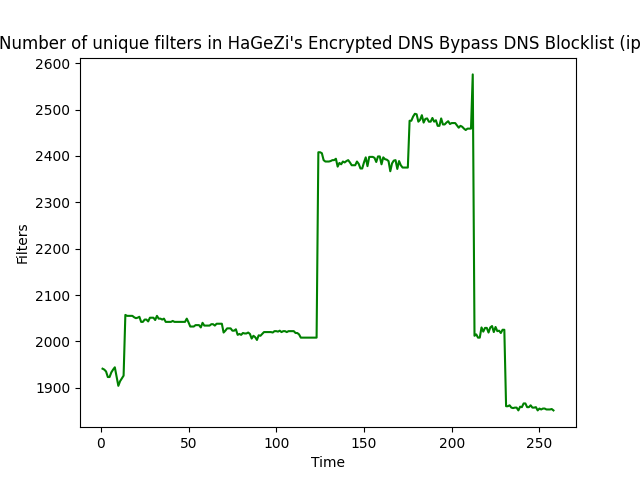 Number of unique filters in HaGeZi's Encrypted DNS Bypass DNS Blocklist (ip
2600
2500
2400
2300
2200
2100
2000
1900
Filters
0 50 100 150 200 250
Time